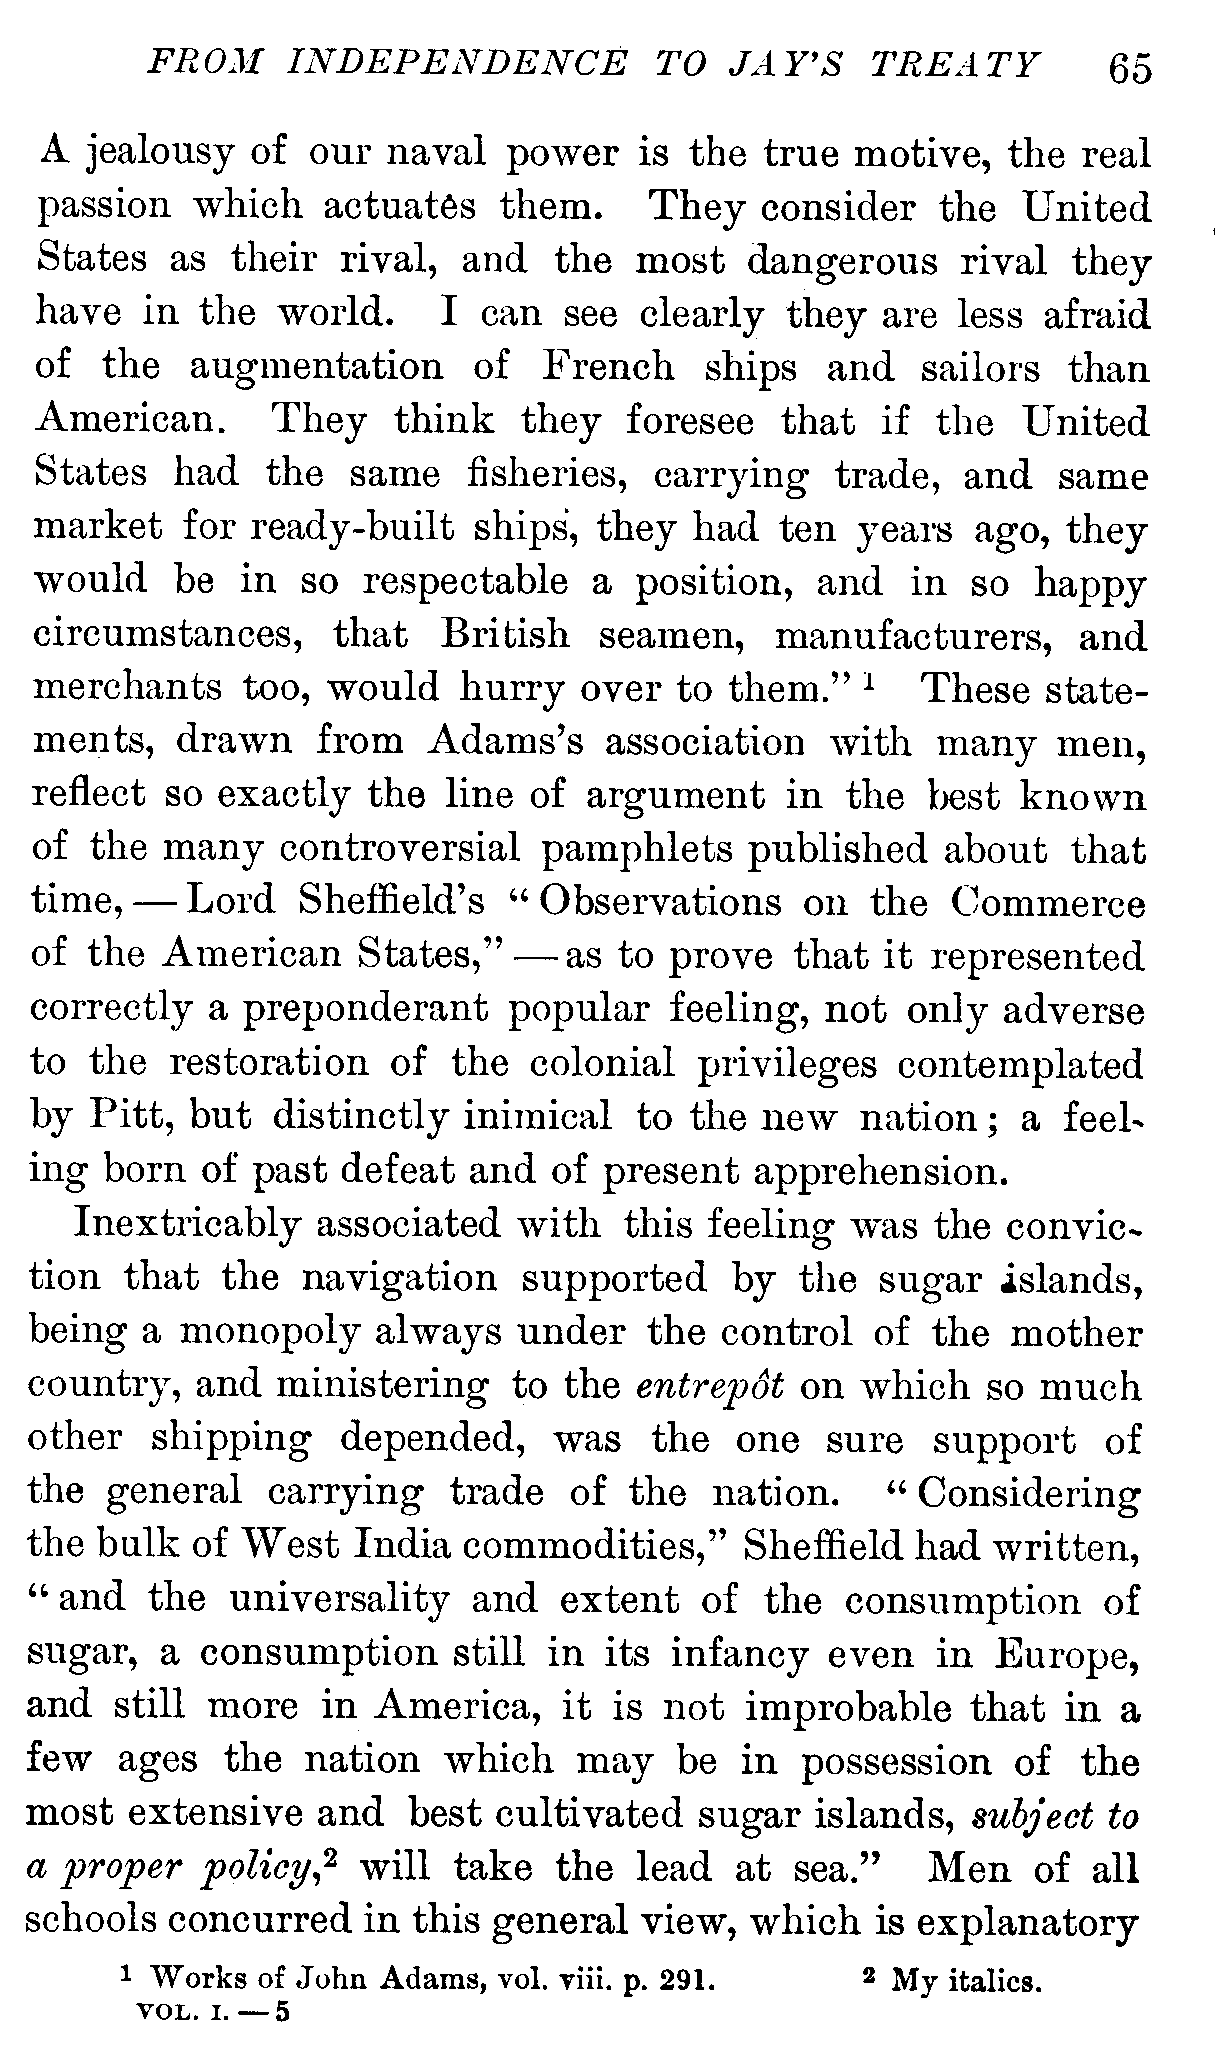 FROM INDEPENDENCE TO JAY'S TREATY 65
A jealousy of our naval power is the true motive, the real
passion which actuates them. They consider the United
States as their rival, and the most dangerous rival they
have in the world. I can see clearly they are less afraid
of the augmentation of French ships and sailors than
American. They think they foresee that if the United
States had the same fisheries, carrying trade, and same
market for ready-built ships, they had ten years ago, they
would be in so respectable a position, and in so happy
circumstances, that British seamen, manufacturers, and
merchants too, would hurry over to them." ¹ These state-
ments, drawn from Adams's association with many men,
reflect so exactly the line of argument in the best known
of the many controversial pamphlets published about that
time, — Lord Sheffield's "Observations on the Commerce
of the American States," — as to prove that it represented
correctly a preponderant popular feeling, not only adverse
to the restoration of the colonial privileges contemplated
by Pitt, but distinctly inimical to the new nation; a feel-
ing born of past defeat and of present apprehension.
Inextricably associated with this feeling was the convic-
tion that the navigation supported by the sugar islands,
being a monopoly always under the control of the mother
country, and ministering to the entrepôt on which so much
other shipping depended, was the one sure support of
the general carrying trade of the nation. "Considering
the bulk of West India commodities," Sheffield had written,
"and the universality and extent of the consumption of
sugar, a consumption still in its infancy even in Europe,
and still more in America, it is not improbable that in a
few ages the nation which may be in possession of the
most extensive and best cultivated sugar islands, subject to
a proper policy,² will take the lead at sea." Men of all
schools concurred in this general view, which is explanatory
¹ Works of John Adams, vol. viii. p. 291. ² My italics.
VOL. I. — 5